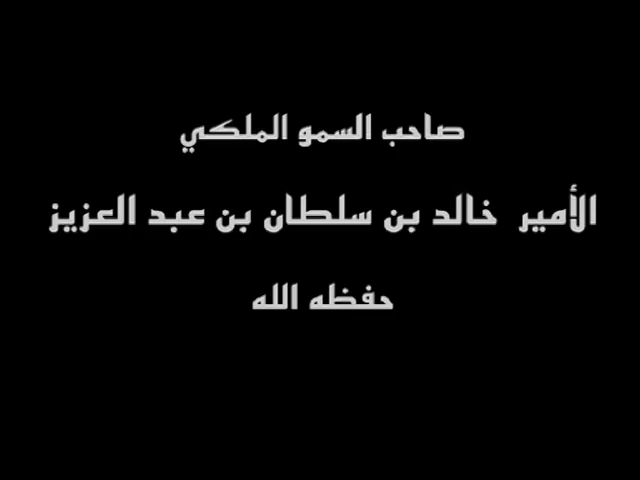 صاحب السمو الملكي
الأمير خالد بن سلطان بن عبد العزيز
حفظه الله